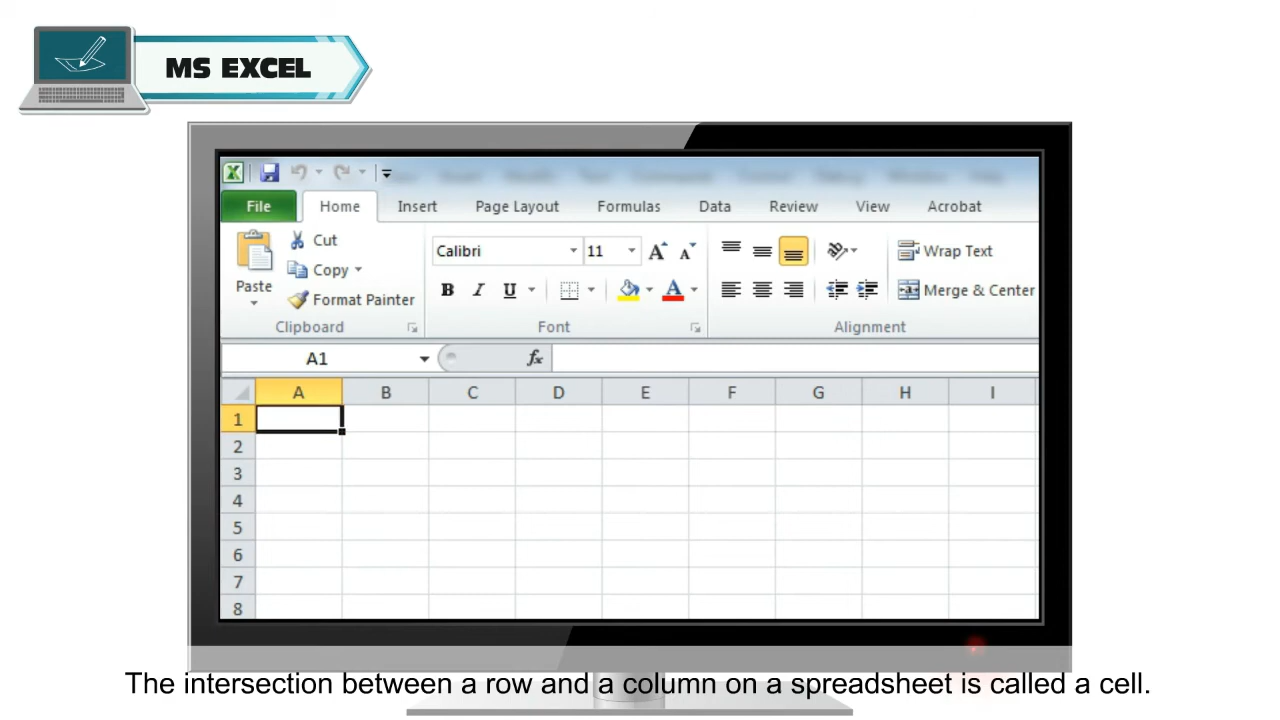 MS EXCEL
File Home Insert Page Layout Formulas Data Review View Acrobat
Cut
Calibri 11 Wrap Text
Copy
Paste
B I U A Merge & Center
Format Painter
Clipboard Font Alignment
A1 fx
A B C D E F G H I
1
2
3
4
5
6
7
8
The intersection between a row and a column on a spreadsheet is called a cell.